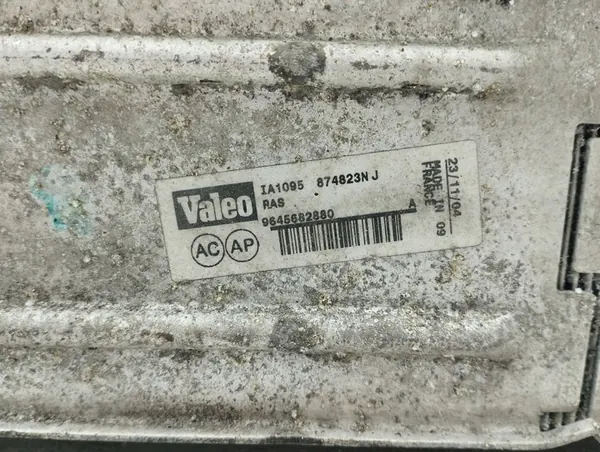 Valeo
IA1095 874823N J
RAS
9645682880 A
AC AP
23/11/04
MADE IN 09
FRANCE